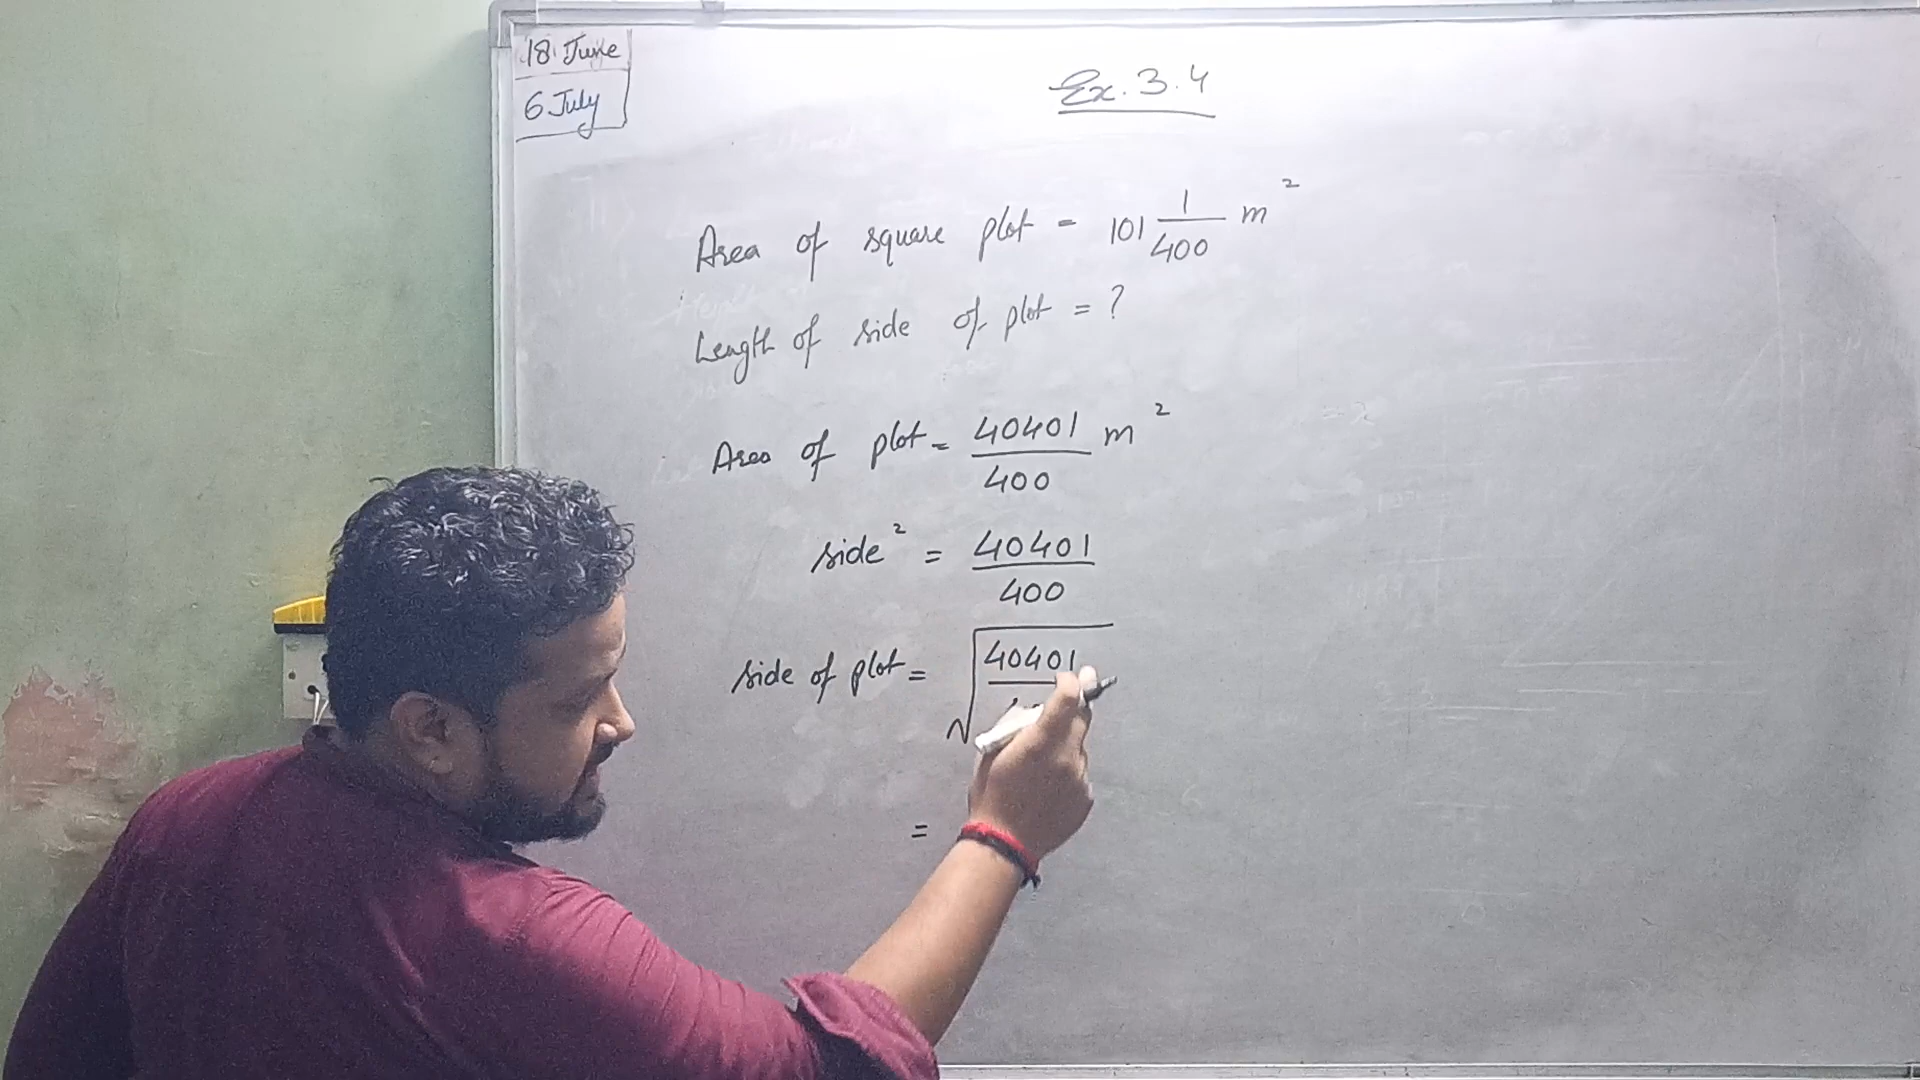 18 June
6 July
Ex. 3.4
Area of square plot = 101 1/400 m²
Length of side of plot = ?
Area of plot = 40401/400 m²
side² = 40401/400
side of plot = √40401
=